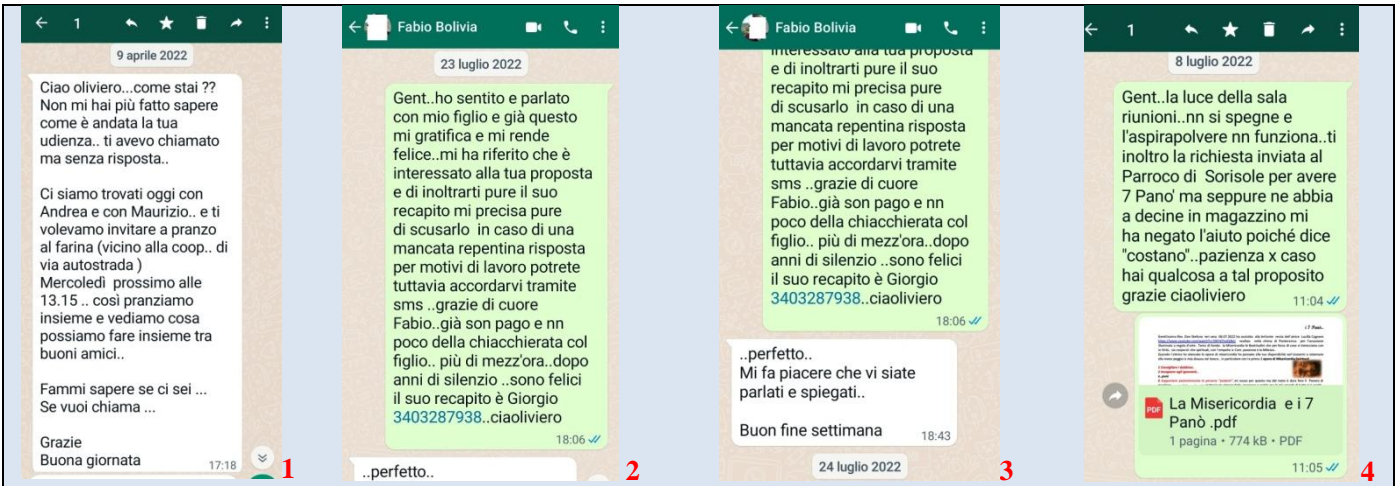 1
9 aprile 2022
Ciao oliviero...come stai ??
Non mi hai più fatto sapere
come è andata la tua
udienza.. ti avevo chiamato
ma senza risposta..
Ci siamo trovati oggi con
Andrea e con Maurizio.. e ti
volevamo invitare a pranzo
al farina (vicino alla coop.. di
via autostrada )
Mercoledì prossimo alle
13.15 .. così pranziamo
insieme e vediamo cosa
possiamo fare insieme tra
buoni amici..
Fammi sapere se ci sei ...
Se vuoi chiama ...
Grazie
Buona giornata
17:18
1
Fabio Bolivia
23 luglio 2022
Gent..ho sentito e parlato
con mio figlio e già questo
mi gratifica e mi rende
felice..mi ha riferito che è
interessato alla tua proposta
e di inoltrarti pure il suo
recapito mi precisa pure
di scusarlo in caso di una
mancata repentina risposta
per motivi di lavoro potrete
tuttavia accordarvi tramite
sms ..grazie di cuore
Fabio..già son pago e nn
poco della chiacchierata col
figlio.. più di mezz'ora..dopo
anni di silenzio ..sono felici
il suo recapito è Giorgio
3403287938..ciaoliviero
18:06
..perfetto..
2
Fabio Bolivia
interessato alla tua proposta
e di inoltrarti pure il suo
recapito mi precisa pure
di scusarlo in caso di una
mancata repentina risposta
per motivi di lavoro potrete
tuttavia accordarvi tramite
sms ..grazie di cuore
Fabio..già son pago e nn
poco della chiacchierata col
figlio.. più di mezz'ora..dopo
anni di silenzio ..sono felici
il suo recapito è Giorgio
3403287938..ciaoliviero
18:06
..perfetto..
Mi fa piacere che vi siate
parlati e spiegati..
Buon fine settimana
18:43
24 luglio 2022
3
1
8 luglio 2022
Gent..la luce della sala
riunioni..nn si spegne e
l'aspirapolvere nn funziona..ti
inoltro la richiesta inviata al
Parroco di Sorisole per avere
7 Pano' ma seppure ne abbia
a decine in magazzino mi
ha negato l'aiuto poiché dice
"costano"..pazienza x caso
hai qualcosa a tal proposito
grazie ciaoliviero
11:04
PDF
La Misericordia e i 7
Panò .pdf
1 pagina • 774 kB • PDF
11:05
4